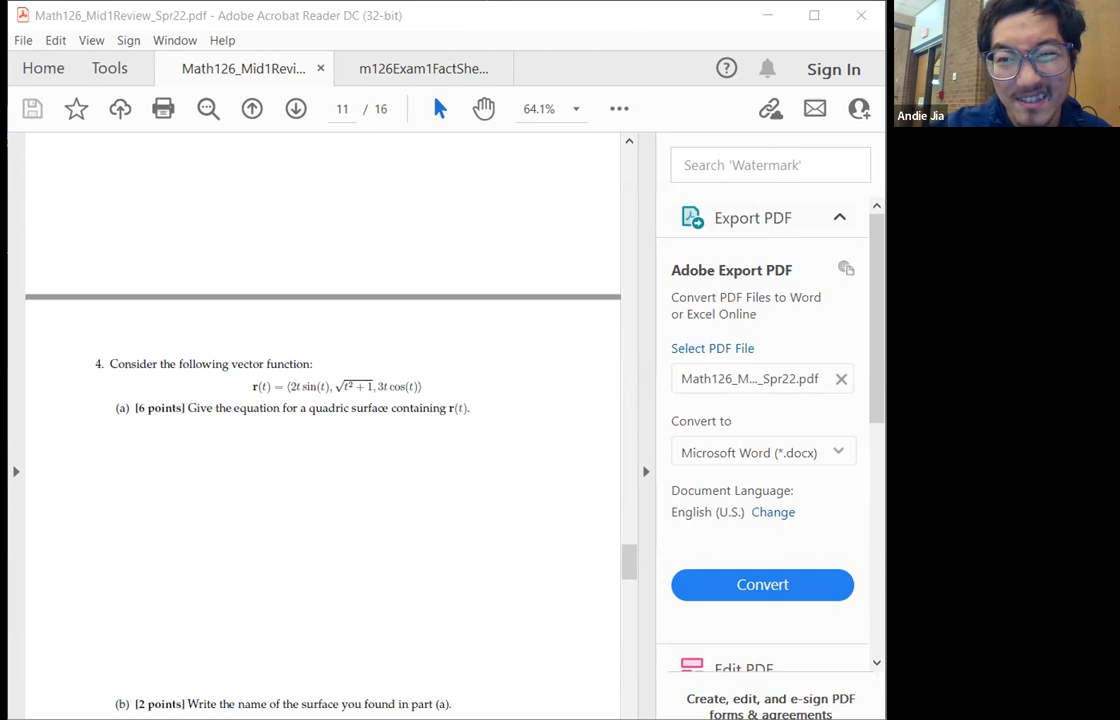 Math126_Mid1Review_Spr22.pdf - Adobe Acrobat Reader DC (32-bit)
File Edit View Sign Window Help
Home Tools Math126_Mid1Revi... × m126Exam1FactShe... Sign In
11 / 16 64.1%
Search 'Watermark'
Export PDF
Adobe Export PDF
Convert PDF Files to Word
or Excel Online
Select PDF File
Math126_M..._Spr22.pdf
Convert to
Microsoft Word (*.docx)
Document Language:
English (U.S.) Change
Convert
Edit PDF
Create, edit, and e-sign PDF
forms & agreements
4. Consider the following vector function:
r(t) = ⟨2t sin(t), √(t² + 1), 3t cos(t)⟩
(a) [6 points] Give the equation for a quadric surface containing r(t).
(b) [2 points] Write the name of the surface you found in part (a).
Andie Jia